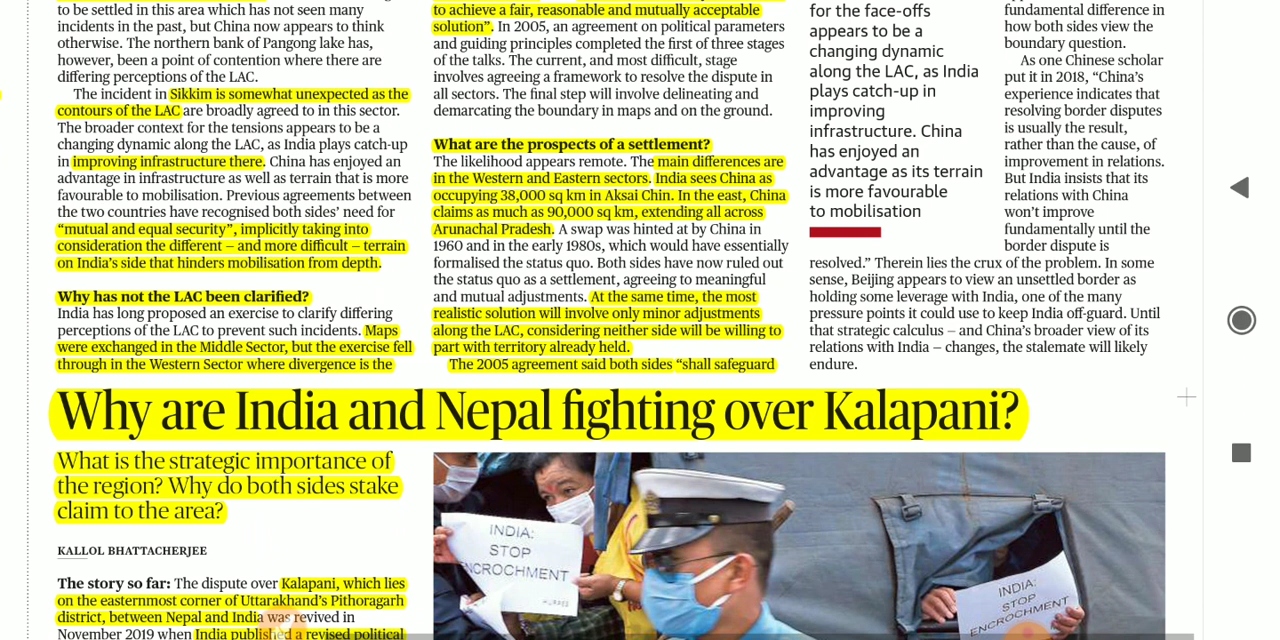 to be settled in this area which has not seen many
incidents in the past, but China now appears to think
otherwise. The northern bank of Pangong lake has,
however, been a point of contention where there are
differing perceptions of the LAC.
The incident in Sikkim is somewhat unexpected as the
contours of the LAC are broadly agreed to in this sector.
The broader context for the tensions appears to be a
changing dynamic along the LAC, as India plays catch-up
in improving infrastructure there. China has enjoyed an
advantage in infrastructure as well as terrain that is more
favourable to mobilisation. Previous agreements between
the two countries have recognised both sides’ need for
“mutual and equal security”, implicitly taking into
consideration the different – and more difficult – terrain
on India’s side that hinders mobilisation from depth.
Why has not the LAC been clarified?
India has long proposed an exercise to clarify differing
perceptions of the LAC to prevent such incidents. Maps
were exchanged in the Middle Sector, but the exercise fell
through in the Western Sector where divergence is the
to achieve a fair, reasonable and mutually acceptable
solution”. In 2005, an agreement on political parameters
and guiding principles completed the first of three stages
of the talks. The current, and most difficult, stage
involves agreeing a framework to resolve the dispute in
all sectors. The final step will involve delineating and
demarcating the boundary in maps and on the ground.
What are the prospects of a settlement?
The likelihood appears remote. The main differences are
in the Western and Eastern sectors. India sees China as
occupying 38,000 sq km in Aksai Chin. In the east, China
claims as much as 90,000 sq km, extending all across
Arunachal Pradesh. A swap was hinted at by China in
1960 and in the early 1980s, which would have essentially
formalised the status quo. Both sides have now ruled out
the status quo as a settlement, agreeing to meaningful
and mutual adjustments. At the same time, the most
realistic solution will involve only minor adjustments
along the LAC, considering neither side will be willing to
part with territory already held.
The 2005 agreement said both sides “shall safeguard
for the face-offs
appears to be a
changing dynamic
along the LAC, as India
plays catch-up in
improving
infrastructure. China
has enjoyed an
advantage as its terrain
is more favourable
to mobilisation
fundamental difference in
how both sides view the
boundary question.
As one Chinese scholar
put it in 2018, “China’s
experience indicates that
resolving border disputes
is usually the result,
rather than the cause, of
improvement in relations.
But India insists that its
relations with China
won’t improve
fundamentally until the
border dispute is
resolved.” Therein lies the crux of the problem. In some
sense, Beijing appears to view an unsettled border as
holding some leverage with India, one of the many
pressure points it could use to keep India off-guard. Until
that strategic calculus – and China’s broader view of its
relations with India – changes, the stalemate will likely
endure.
Why are India and Nepal fighting over Kalapani?
What is the strategic importance of
the region? Why do both sides stake
claim to the area?
KALLOL BHATTACHERJEE
The story so far: The dispute over Kalapani, which lies
on the easternmost corner of Uttarakhand’s Pithoragarh
district, between Nepal and India was revived in
November 2019 when India published a revised political
INDIA:
STOP
ENCROCHMENT
INDIA:
STOP
ENCROCHMENT